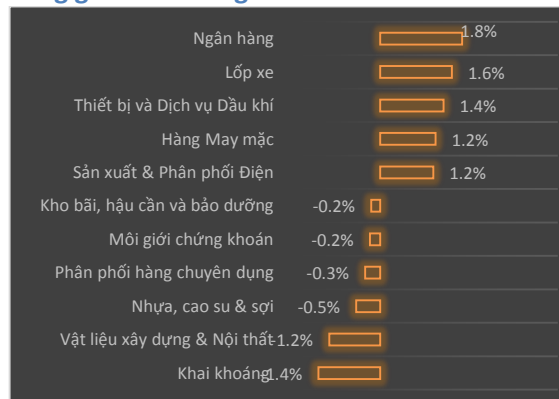 Ngân hàng 1.8%
Lốp xe 1.6%
Thiết bị và Dịch vụ Dầu khí 1.4%
Hàng May mặc 1.2%
Sản xuất & Phân phối Điện 1.2%
Kho bãi, hậu cần và bảo dưỡng -0.2%
Môi giới chứng khoán -0.2%
Phân phối hàng chuyên dụng -0.3%
Nhựa, cao su & sợi -0.5%
Vật liệu xây dựng & Nội thất -1.2%
Khai khoáng -1.4%